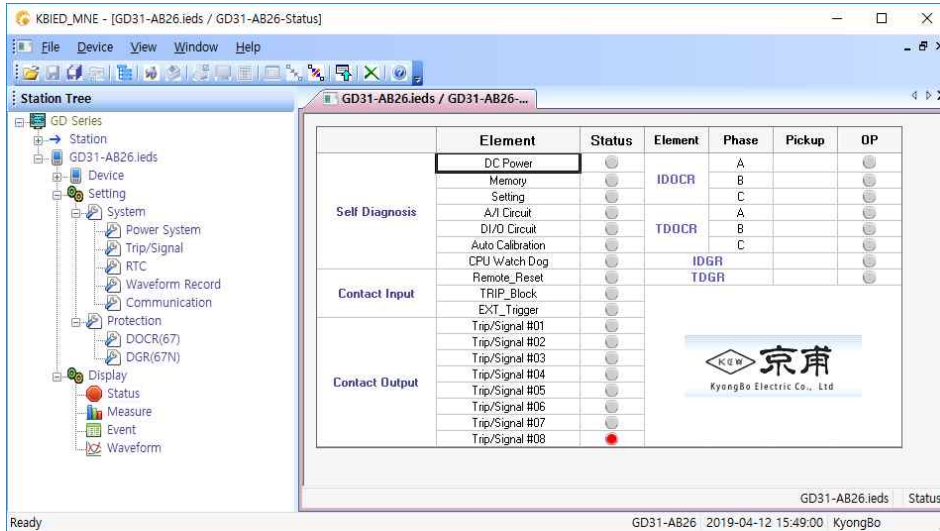 KBIED_MNE - [GD31-AB26.ieds / GD31-AB26-Status]
File Device View Window Help
Station Tree
GD Series
Station
GD31-AB26.ieds
Device
Setting
System
Power System
Trip/Signal
RTC
Waveform Record
Communication
Protection
DOCR(67)
DGR(67N)
Display
Status
Measure
Event
Waveform
GD31-AB26.ieds / GD31-AB26-...
Element Status Element Phase Pickup OP
Self Diagnosis
DC Power
Memory
Setting
A/I Circuit
DI/O Circuit
Auto Calibration
CPU Watch Dog
IDOCR
A
B
C
TDOCR
A
B
C
IDGR
TDGR
Contact Input
Remote_Reset
TRIP_Block
EXT_Trigger
Contact Output
Trip/Signal #01
Trip/Signal #02
Trip/Signal #03
Trip/Signal #04
Trip/Signal #05
Trip/Signal #06
Trip/Signal #07
Trip/Signal #08
京甫
KyongBo Electric Co., Ltd
GD31-AB26.ieds Status
Ready GD31-AB26 2019-04-12 15:49:00 KyongBo